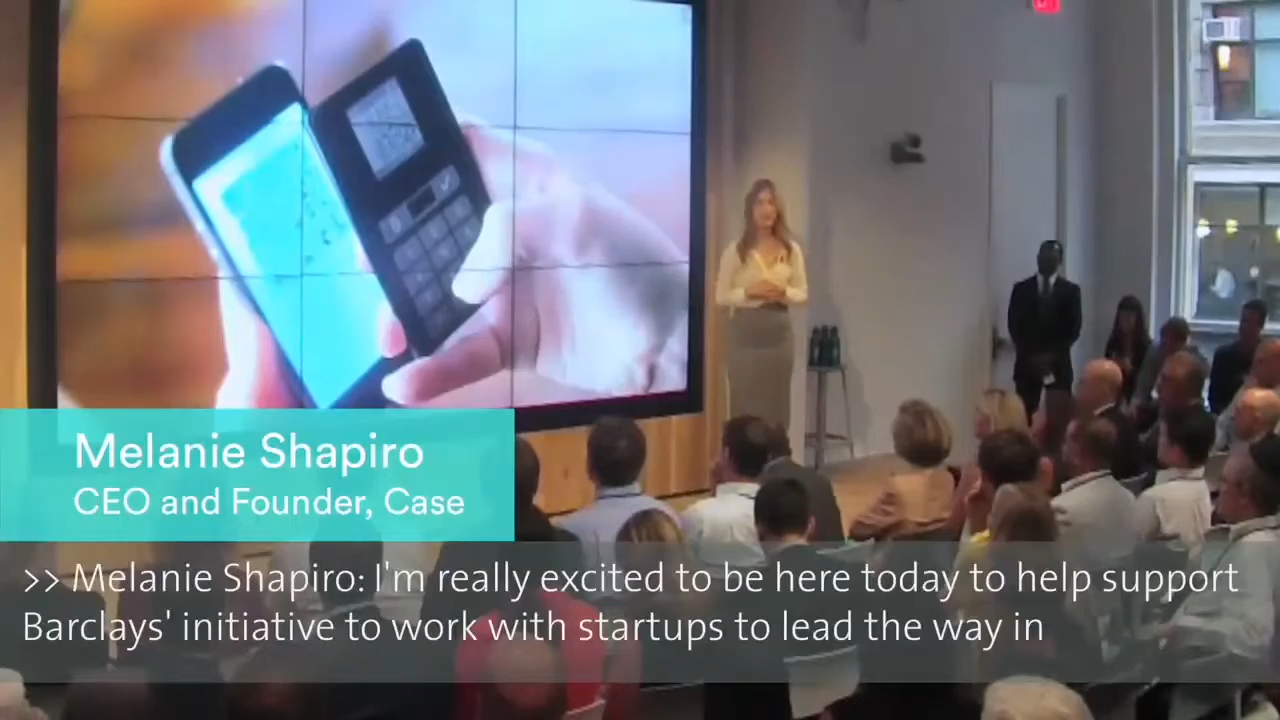 Melanie Shapiro
CEO and Founder, Case
>> Melanie Shapiro: I'm really excited to be here today to help support
Barclays' initiative to work with startups to lead the way in